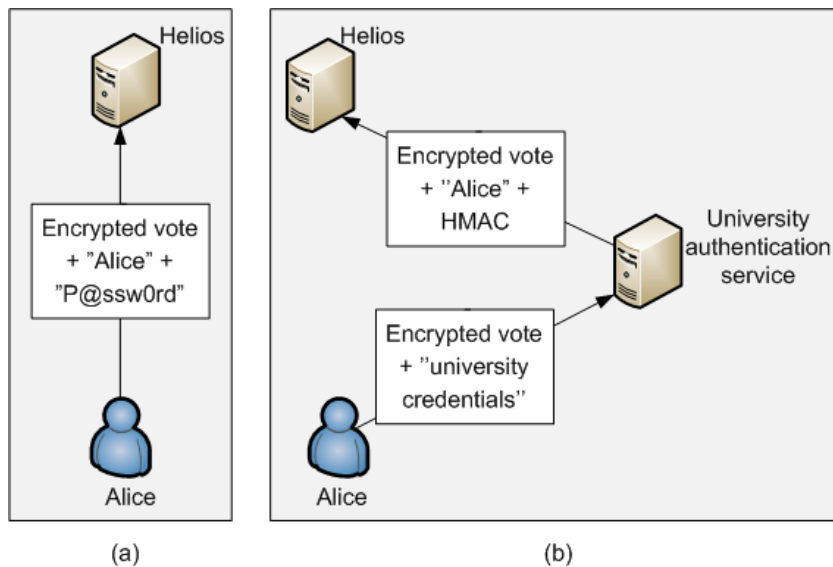 Helios
Encrypted vote
+ ”Alice” +
”P@ssw0rd”
Alice
(a)
Helios
Encrypted vote
+ ’’Alice” +
HMAC
University
authentication
service
Encrypted vote
+ ’’university
credentials’’
Alice
(b)